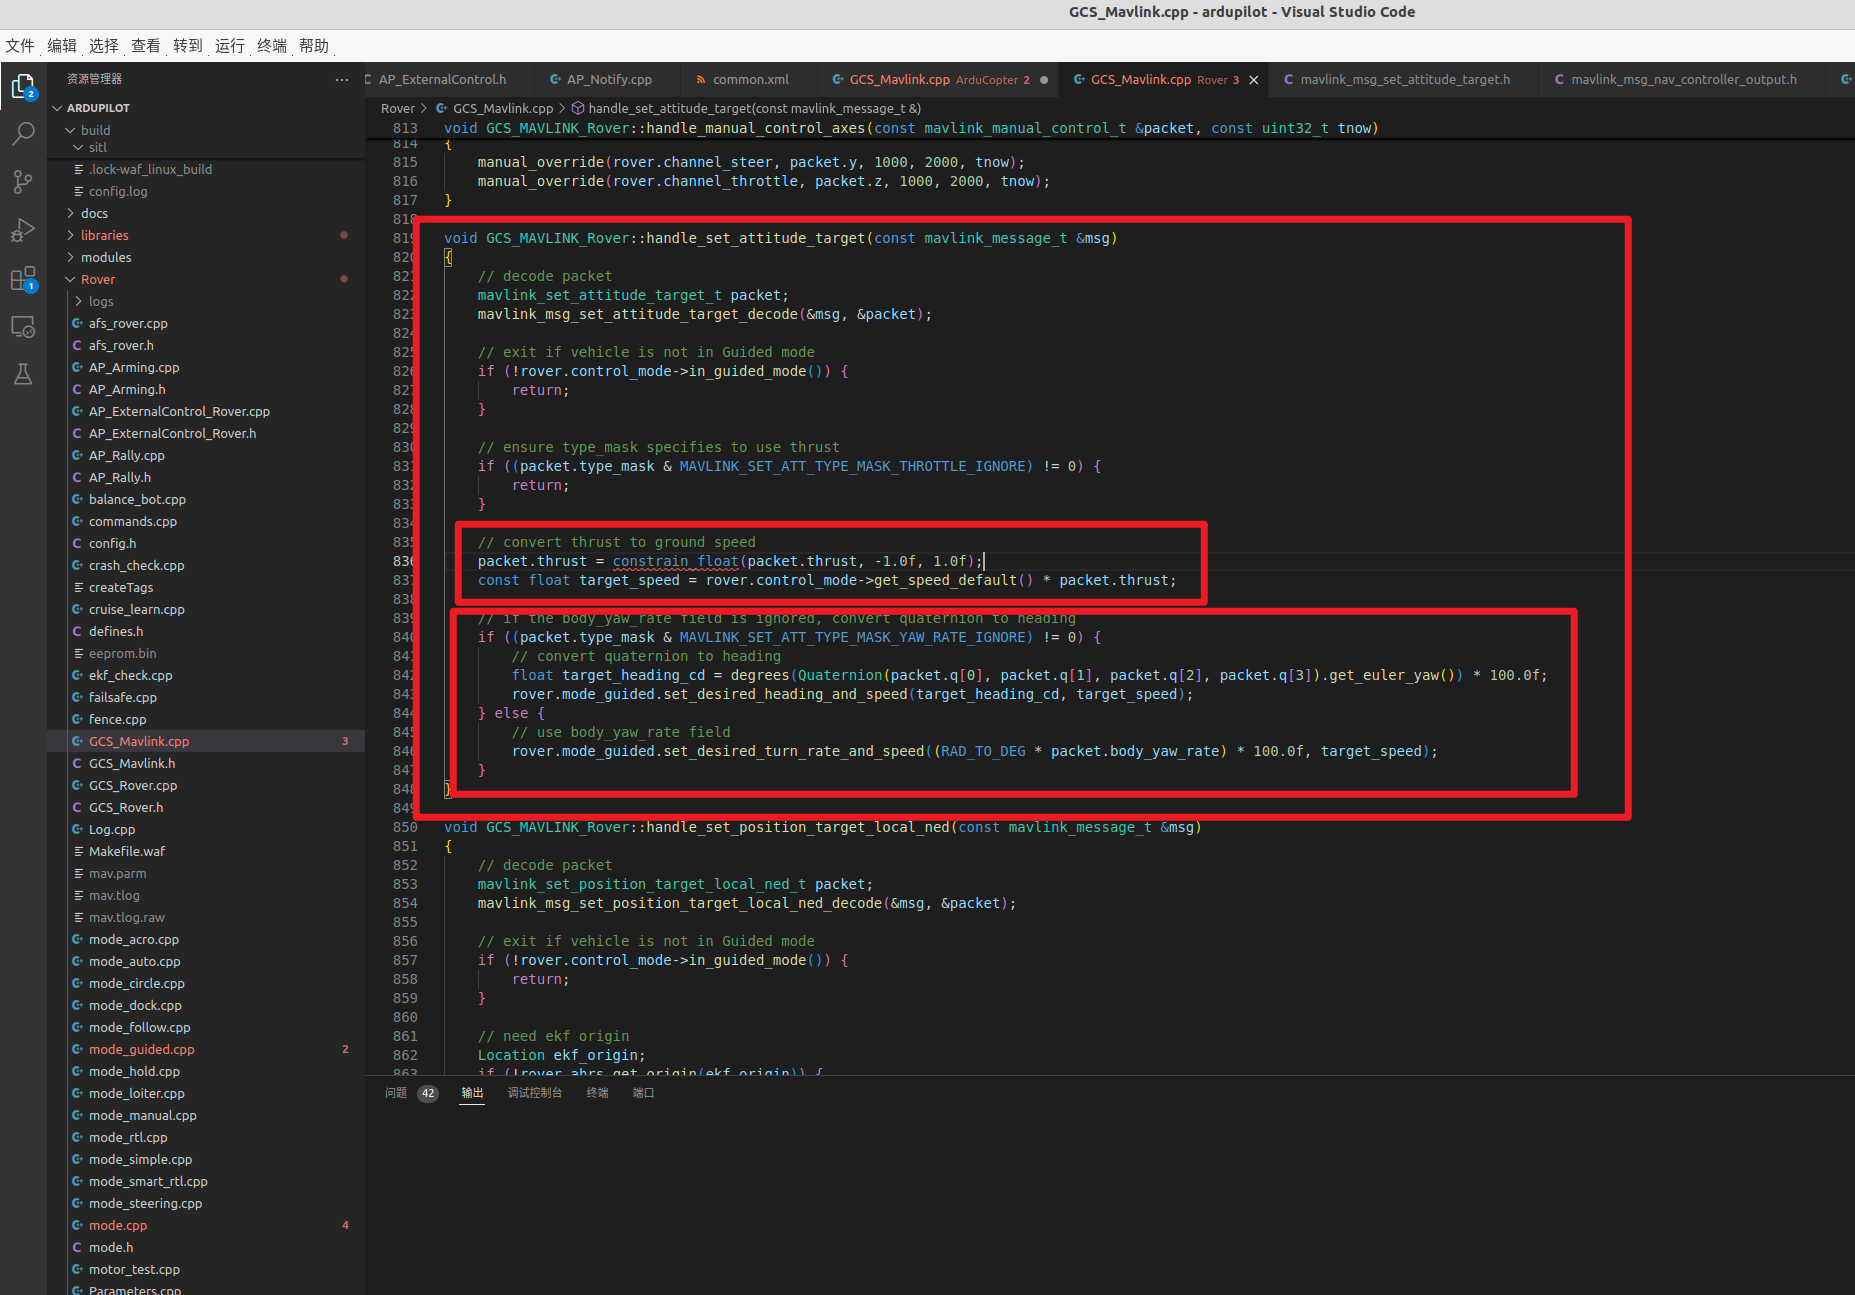 GCS_Mavlink.cpp - ardupilot - Visual Studio Code
文件 编辑 选择 查看 转到 运行 终端 帮助
资源管理器 ···
AP_ExternalControl.h AP_Notify.cpp common.xml GCS_Mavlink.cpp ArduCopter 2 GCS_Mavlink.cpp Rover 3 mavlink_msg_set_attitude_target.h mavlink_msg_nav_controller_output.h
Rover > GCS_Mavlink.cpp > handle_set_attitude_target(const mavlink_message_t &)
2
1
ARDUPILOT
build
sitl
.lock-waf_linux_build
config.log
docs
libraries
modules
Rover
logs
afs_rover.cpp
afs_rover.h
AP_Arming.cpp
AP_Arming.h
AP_ExternalControl_Rover.cpp
AP_ExternalControl_Rover.h
AP_Rally.cpp
AP_Rally.h
balance_bot.cpp
commands.cpp
config.h
crash_check.cpp
createTags
cruise_learn.cpp
defines.h
eeprom.bin
ekf_check.cpp
failsafe.cpp
fence.cpp
GCS_Mavlink.cpp 3
GCS_Mavlink.h
GCS_Rover.cpp
GCS_Rover.h
Log.cpp
Makefile.waf
mav.parm
mav.tlog
mav.tlog.raw
mode_acro.cpp
mode_auto.cpp
mode_circle.cpp
mode_dock.cpp
mode_follow.cpp
mode_guided.cpp 2
mode_hold.cpp
mode_loiter.cpp
mode_manual.cpp
mode_rtl.cpp
mode_simple.cpp
mode_smart_rtl.cpp
mode_steering.cpp
mode.cpp 4
mode.h
motor_test.cpp
Parameters.cpp
813 void GCS_MAVLINK_Rover::handle_manual_control_axes(const mavlink_manual_control_t &packet, const uint32_t tnow)
814 {
815 manual_override(rover.channel_steer, packet.y, 1000, 2000, tnow);
816 manual_override(rover.channel_throttle, packet.z, 1000, 2000, tnow);
817 }
818
819 void GCS_MAVLINK_Rover::handle_set_attitude_target(const mavlink_message_t &msg)
820 {
821 // decode packet
822 mavlink_set_attitude_target_t packet;
823 mavlink_msg_set_attitude_target_decode(&msg, &packet);
824
825 // exit if vehicle is not in Guided mode
826 if (!rover.control_mode->in_guided_mode()) {
827 return;
828 }
829
830 // ensure type_mask specifies to use thrust
831 if ((packet.type_mask & MAVLINK_SET_ATT_TYPE_MASK_THROTTLE_IGNORE) != 0) {
832 return;
833 }
834
835 // convert thrust to ground speed
836 packet.thrust = constrain_float(packet.thrust, -1.0f, 1.0f);
837 const float target_speed = rover.control_mode->get_speed_default() * packet.thrust;
838
839 // if the body_yaw_rate field is ignored, convert quaternion to heading
840 if ((packet.type_mask & MAVLINK_SET_ATT_TYPE_MASK_YAW_RATE_IGNORE) != 0) {
841 // convert quaternion to heading
842 float target_heading_cd = degrees(Quaternion(packet.q[0], packet.q[1], packet.q[2], packet.q[3]).get_euler_yaw()) * 100.0f;
843 rover.mode_guided.set_desired_heading_and_speed(target_heading_cd, target_speed);
844 } else {
845 // use body_yaw_rate field
846 rover.mode_guided.set_desired_turn_rate_and_speed((RAD_TO_DEG * packet.body_yaw_rate) * 100.0f, target_speed);
847 }
848 }
849
850 void GCS_MAVLINK_Rover::handle_set_position_target_local_ned(const mavlink_message_t &msg)
851 {
852 // decode packet
853 mavlink_set_position_target_local_ned_t packet;
854 mavlink_msg_set_position_target_local_ned_decode(&msg, &packet);
855
856 // exit if vehicle is not in Guided mode
857 if (!rover.control_mode->in_guided_mode()) {
858 return;
859 }
860
861 // need ekf origin
862 Location ekf_origin;
863 if (!rover.ahrs.get_origin(ekf_origin)) {
问题 42 输出 调试控制台 终端 端口